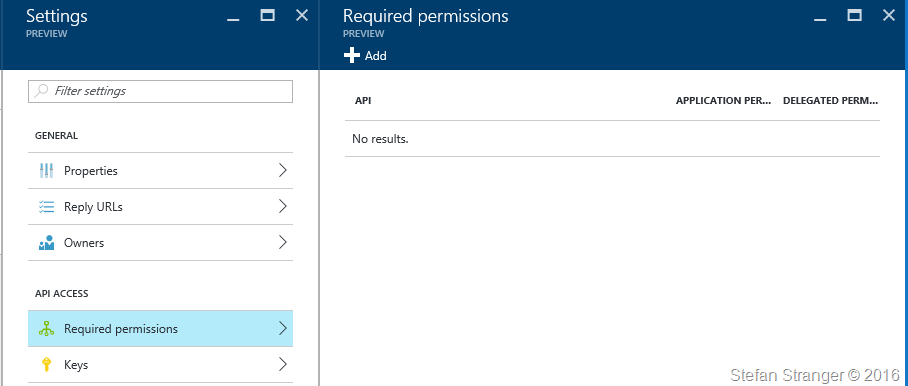 Settings
PREVIEW
Filter settings
GENERAL
Properties
Reply URLs
Owners
API ACCESS
Required permissions
Keys
Required permissions
PREVIEW
Add
API APPLICATION PER... DELEGATED PERM...
No results.
Stefan Stranger © 2016